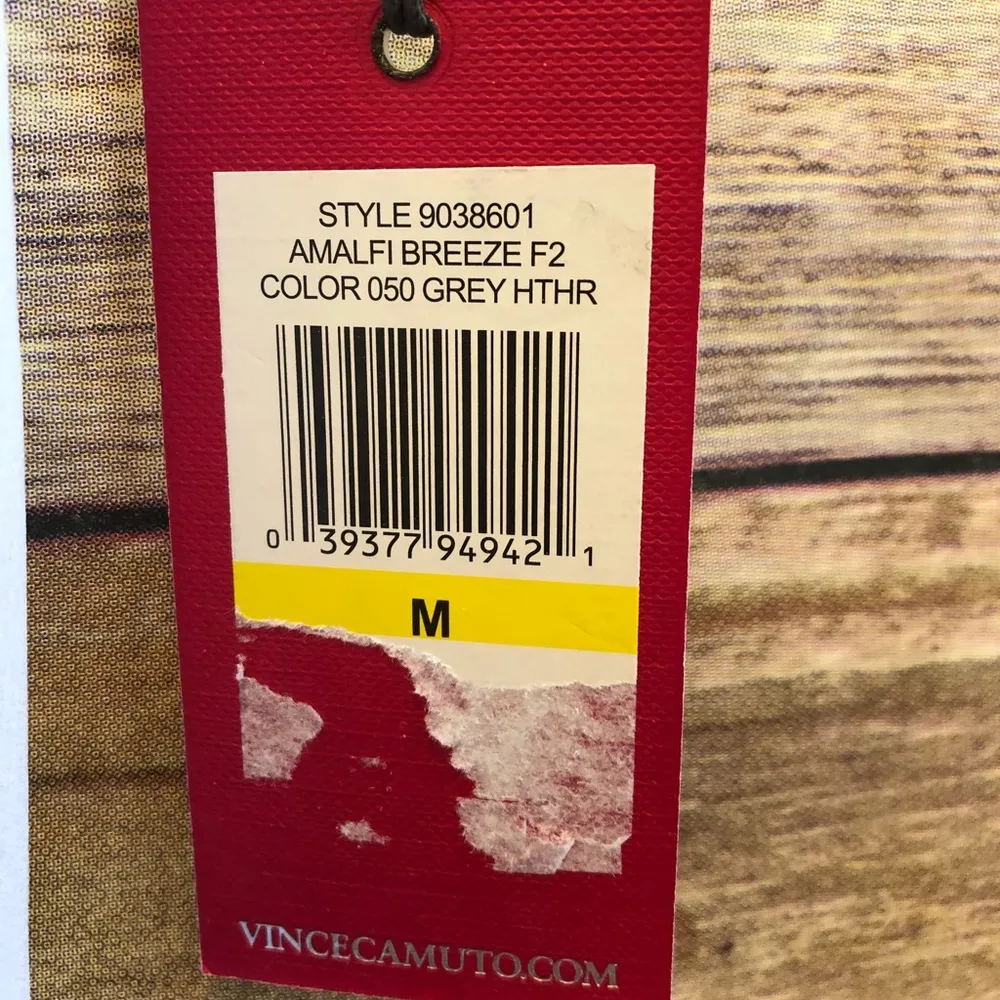 STYLE 9038601
AMALFI BREEZE F2
COLOR 050 GREY HTHR
0 39377 94942 1
M
VINCECAMUTO.COM